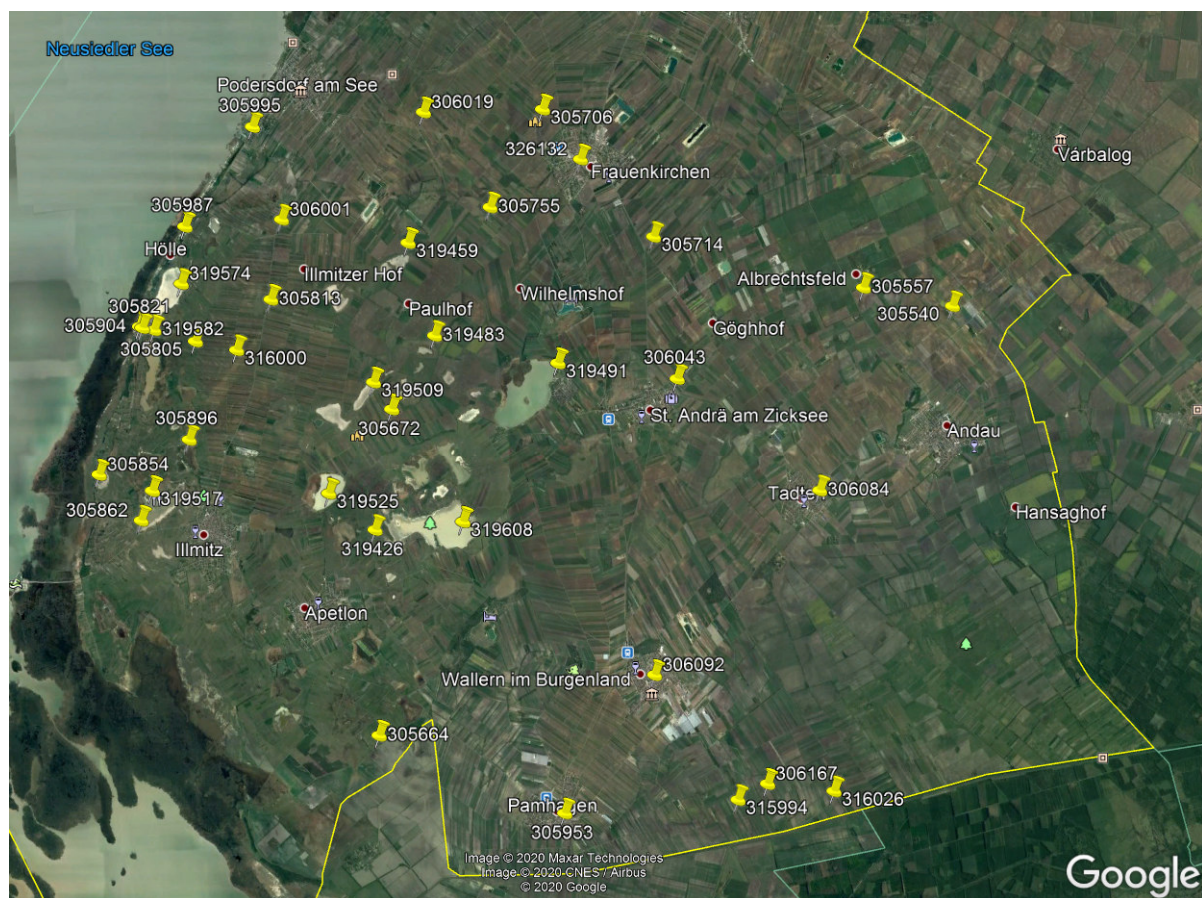 Neusiedler See
Podersdorf am See
305995
306019
305706
326132
Frauenkirchen
Várbalog
305987
306001
305755
305714
Hölle
319459
319574
Illmitzer Hof
Albrechtsfeld
305557
305813
Paulhof
Wilhelmshof
305540
305821
305904
319582
305805
316000
319483
Göghhof
319491
306043
319509
305672
St. Andrä am Zicksee
Andau
305896
305854
319517
305862
319525
319608
319426
Illmitz
306084
Hansaghof
Apetlon
306092
Wallern im Burgenland
305664
306167
315994
316026
Pamhagen
305953
Image © 2020 Maxar Technologies
Image © 2020 CNES / Airbus
© 2020 Google
Google